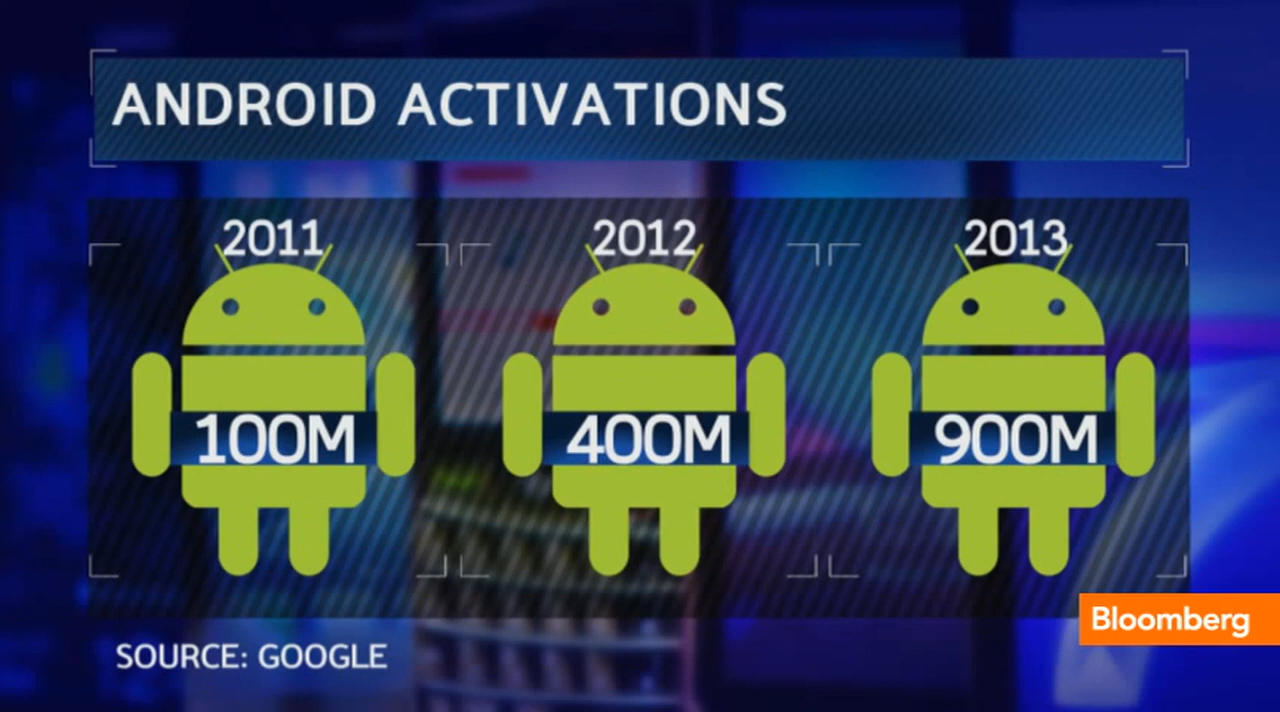 ANDROID ACTIVATIONS
2011
2012
2013
100M
400M
900M
Bloomberg
SOURCE: GOOGLE